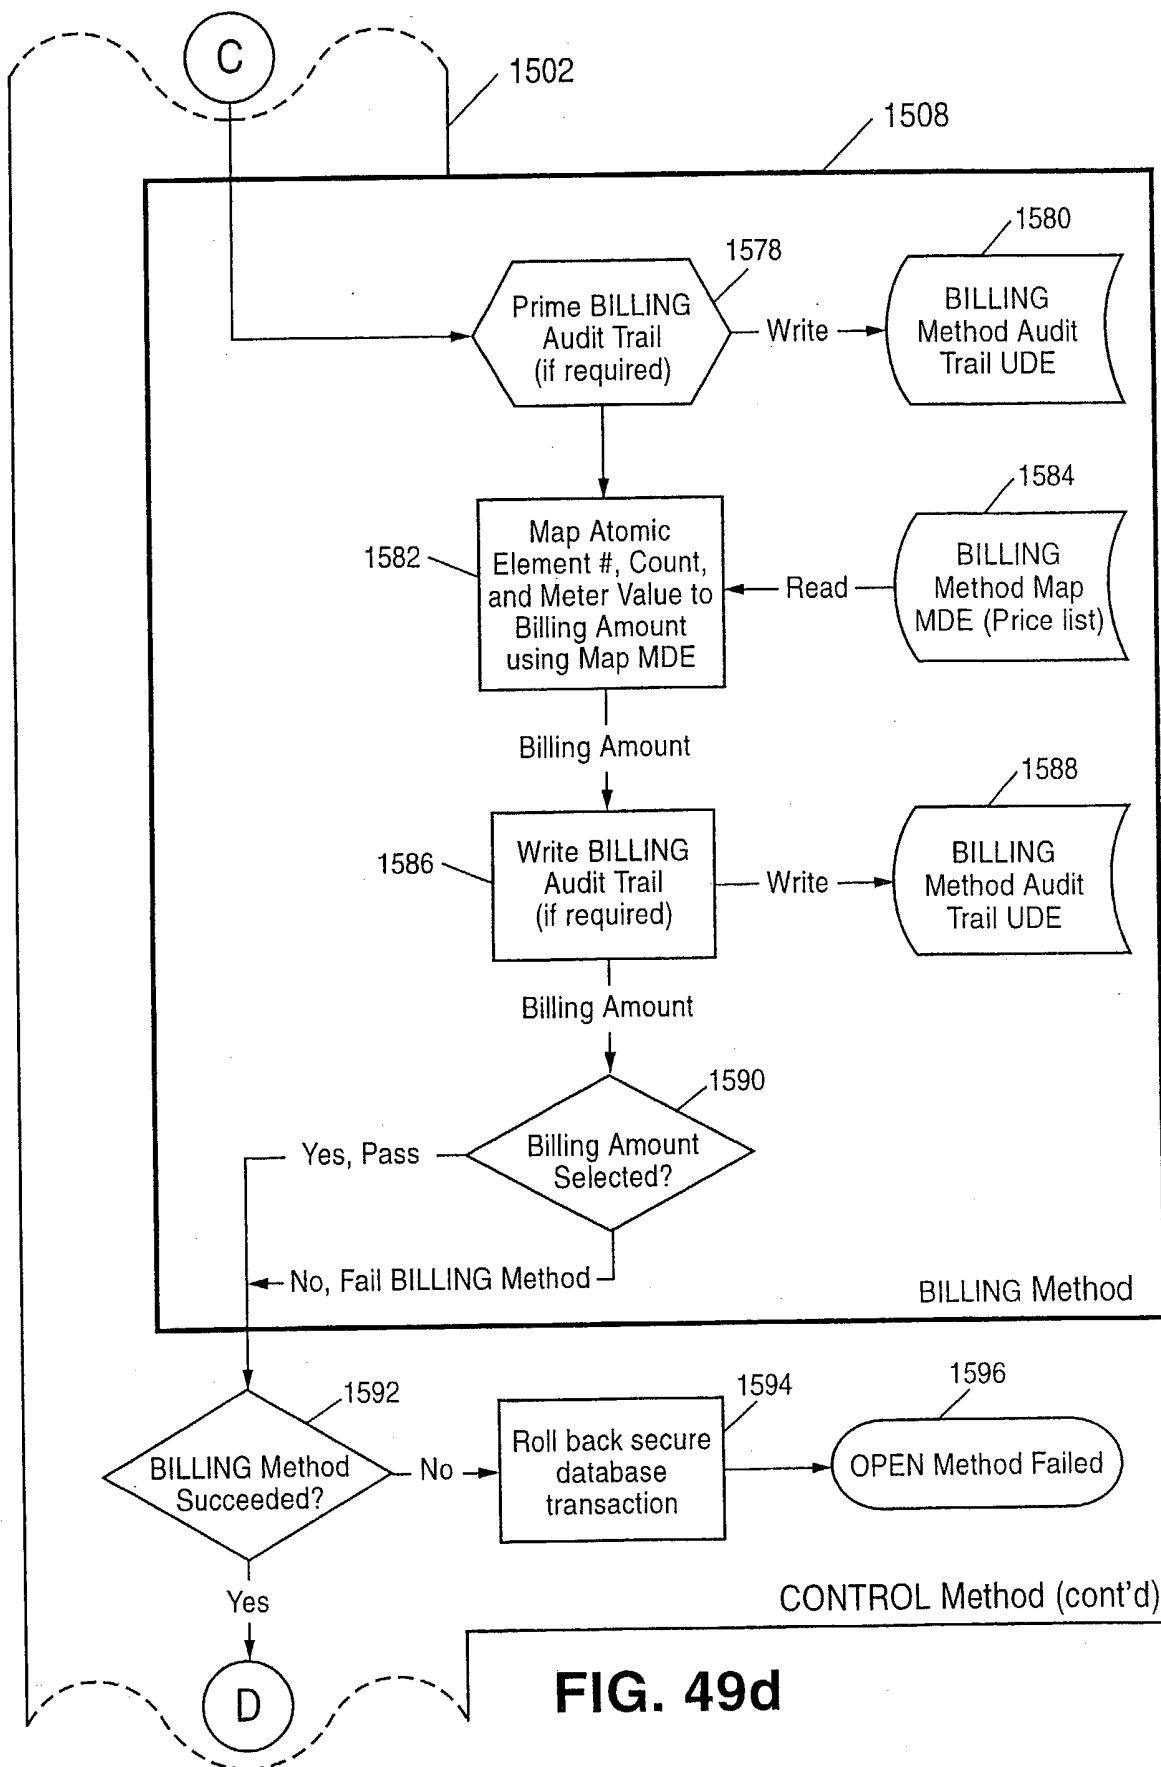 C
1502
1508
1580
1578
Prime BILLING
Audit Trail
(if required)
Write
BILLING
Method Audit
Trail UDE
1584
1582
Map Atomic
Element #, Count,
and Meter Value to
Billing Amount
using Map MDE
Read
BILLING
Method Map
MDE (Price list)
Billing Amount
1588
1586
Write BILLING
Audit Trail
(if required)
Write
BILLING
Method Audit
Trail UDE
Billing Amount
1590
Billing Amount
Selected?
Yes, Pass
No, Fail BILLING Method
BILLING Method
1592
BILLING Method
Succeeded?
No
1594
Roll back secure
database
transaction
1596
OPEN Method Failed
Yes
CONTROL Method (cont'd)
D
FIG. 49d